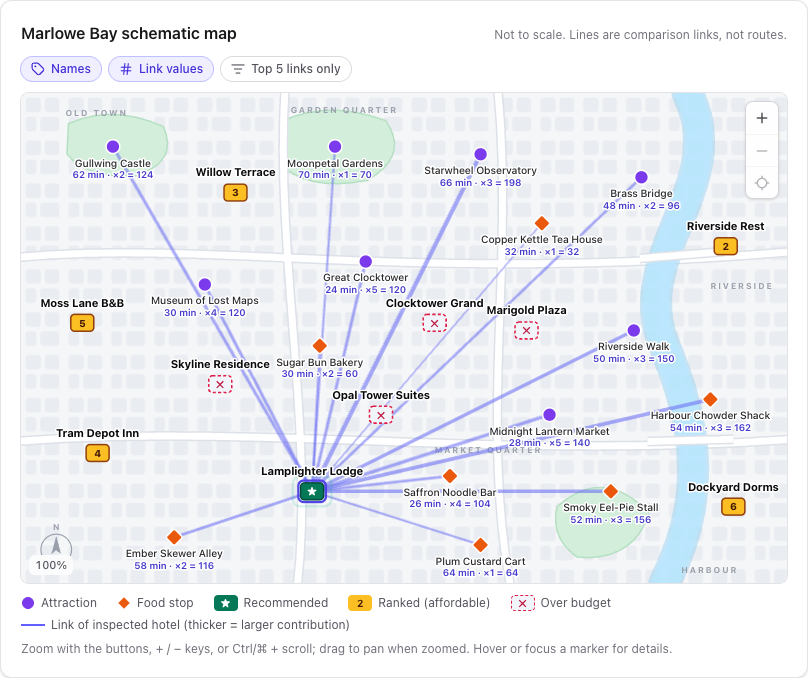 Marlowe Bay schematic map
Not to scale. Lines are comparison links, not routes.
Names
Link values
Top 5 links only
OLD TOWN
GARDEN QUARTER
Gullwing Castle
62 min · ×2 = 124
Moonpetal Gardens
70 min · ×1 = 70
Willow Terrace
3
Starwheel Observatory
66 min · ×3 = 198
Brass Bridge
48 min · ×2 = 96
Copper Kettle Tea House
32 min · ×1 = 32
Riverside Rest
2
Great Clocktower
24 min · ×5 = 120
RIVERSIDE
Museum of Lost Maps
30 min · ×4 = 120
Moss Lane B&B
5
Clocktower Grand
Marigold Plaza
Riverside Walk
50 min · ×3 = 150
Skyline Residence
Sugar Bun Bakery
30 min · ×2 = 60
Opal Tower Suites
Harbour Chowder Shack
54 min · ×3 = 162
Tram Depot Inn
4
Midnight Lantern Market
28 min · ×5 = 140
MARKET QUARTER
Lamplighter Lodge
Saffron Noodle Bar
26 min · ×4 = 104
Dockyard Dorms
6
Smoky Eel-Pie Stall
52 min · ×3 = 156
N
100%
Ember Skewer Alley
58 min · ×2 = 116
Plum Custard Cart
64 min · ×1 = 64
HARBOUR
Attraction
Food stop
Recommended
2
Ranked (affordable)
Over budget
Link of inspected hotel (thicker = larger contribution)
Zoom with the buttons, + / − keys, or Ctrl/⌘ + scroll; drag to pan when zoomed. Hover or focus a marker for details.